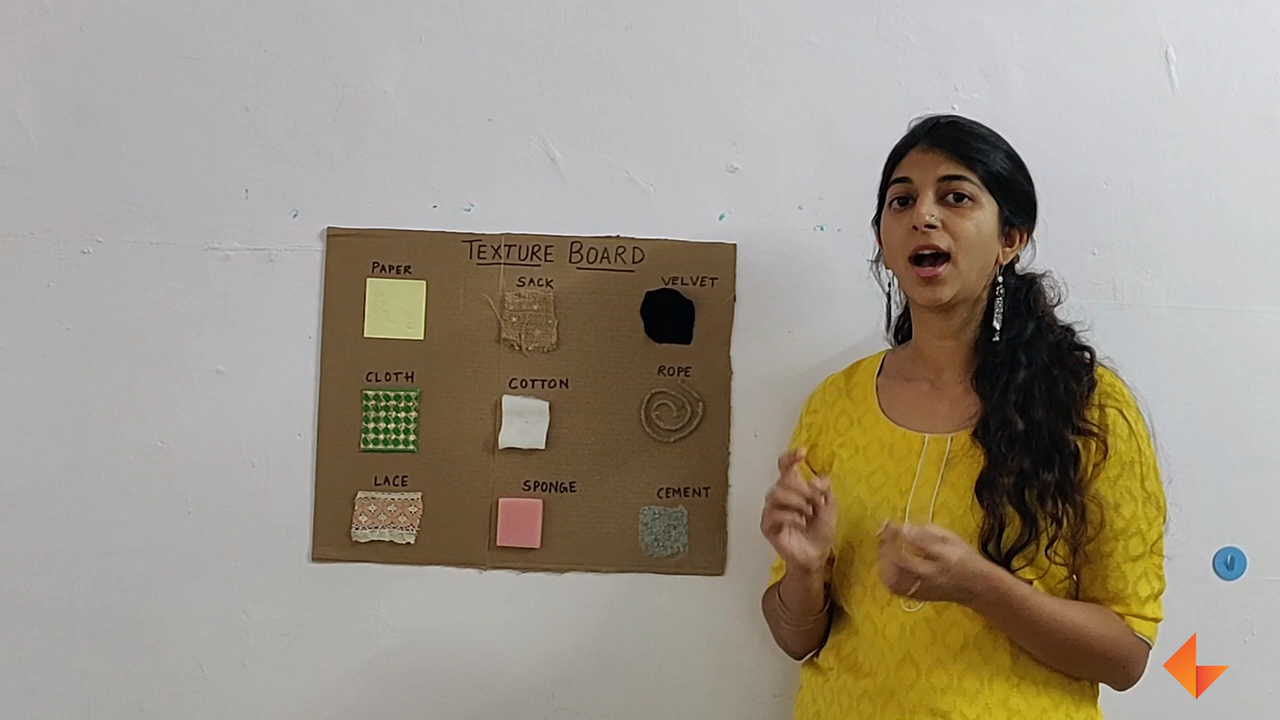 TEXTURE BOARD
PAPER
SACK
VELVET
CLOTH
COTTON
ROPE
LACE
SPONGE
CEMENT